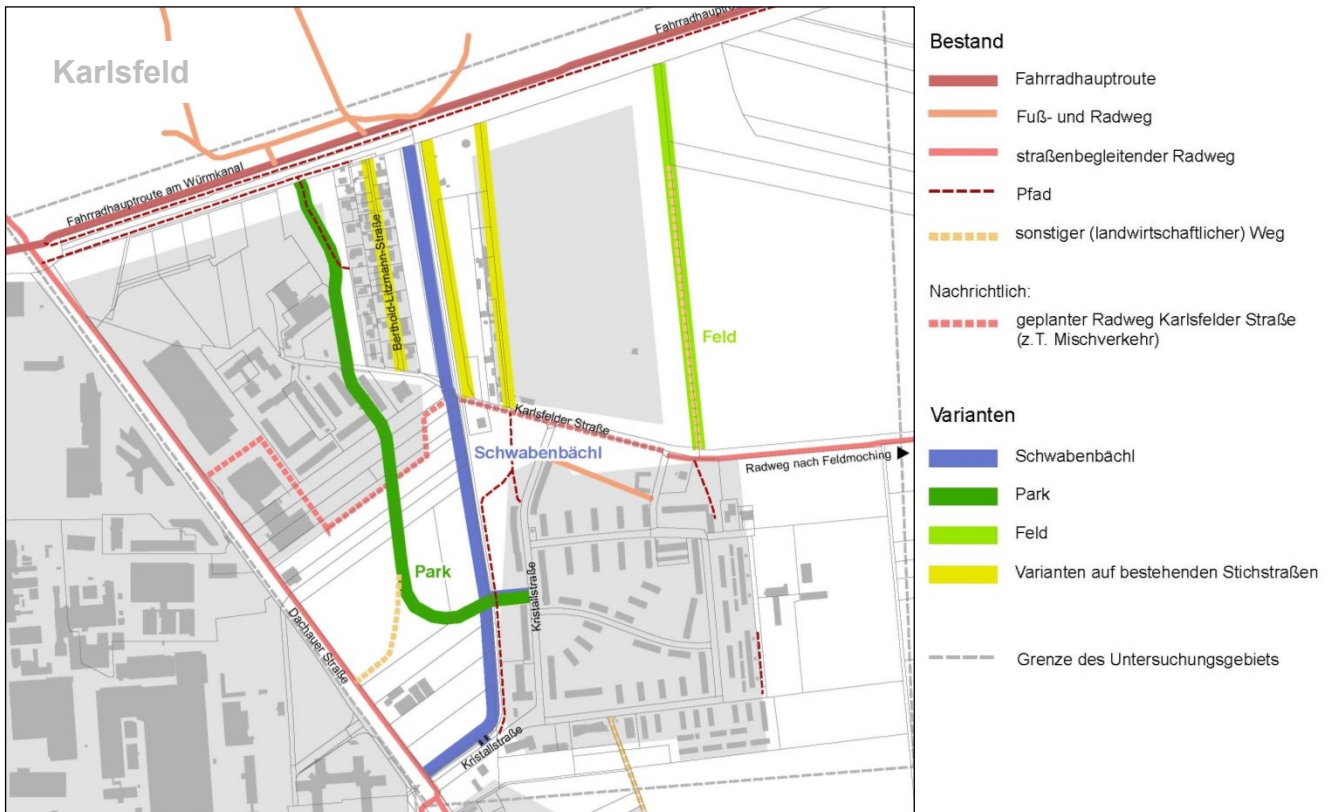 Karlsfeld
Fahrradhauptrou
Fahrradhauptroute am Würmkanal
Berthold-Litzmann-Straße
Feld
Karlsfelder Straße
Schwabenbächl
Radweg nach Feldmoching
Park
Kristallstraße
Dachauer Straße
Kristallstraße
Bestand
Fahrradhauptroute
Fuß- und Radweg
straßenbegleitender Radweg
Pfad
sonstiger (landwirtschaftlicher) Weg
Nachrichtlich:
geplanter Radweg Karlsfelder Straße
(z.T. Mischverkehr)
Varianten
Schwabenbächl
Park
Feld
Varianten auf bestehenden Stichstraßen
Grenze des Untersuchungsgebiets